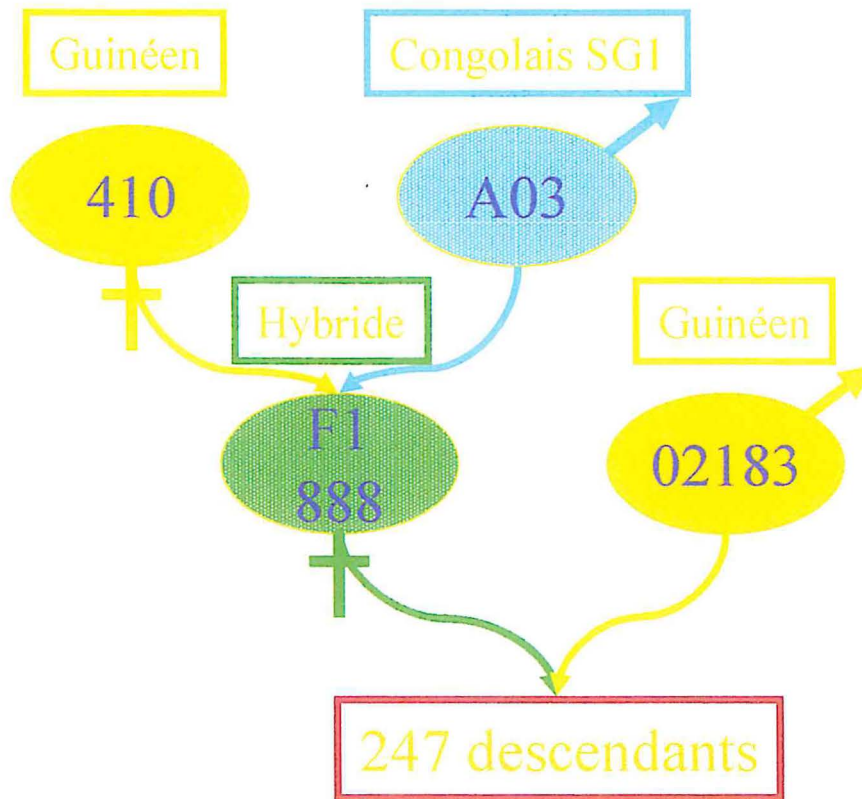 Guinéen
Congolais SG1
410
A03
Hybride
Guinéen
F1
888
02183
247 descendants